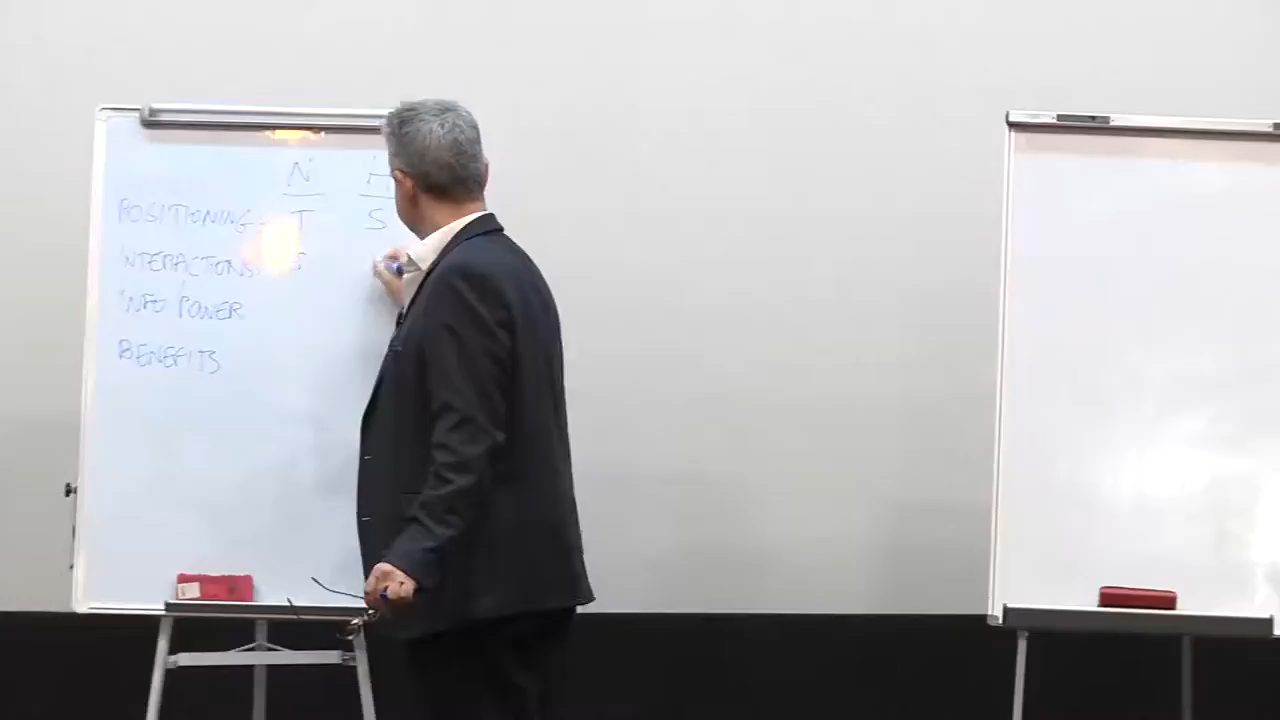 N H
POSITIONING - T S
INTERACTIONS S
INFO/POWER
BENEFITS